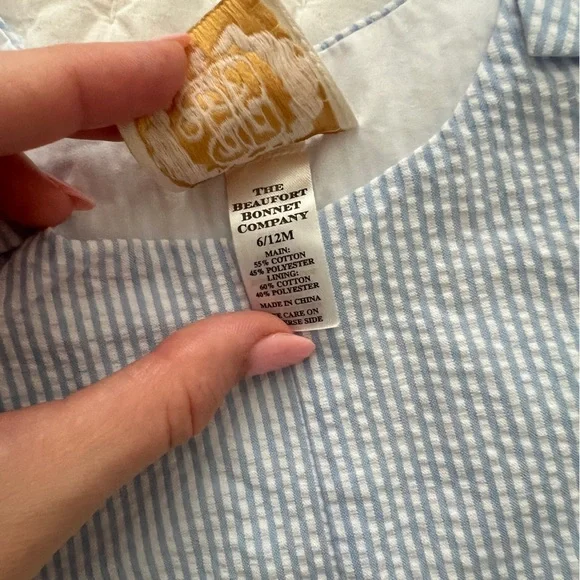 THE
BEAUFORT
BONNET
COMPANY
6/12M
MAIN:
55% COTTON
45% POLYESTER
LINING:
60% COTTON
40% POLYESTER
MADE IN CHINA
CARE ON
SIDE